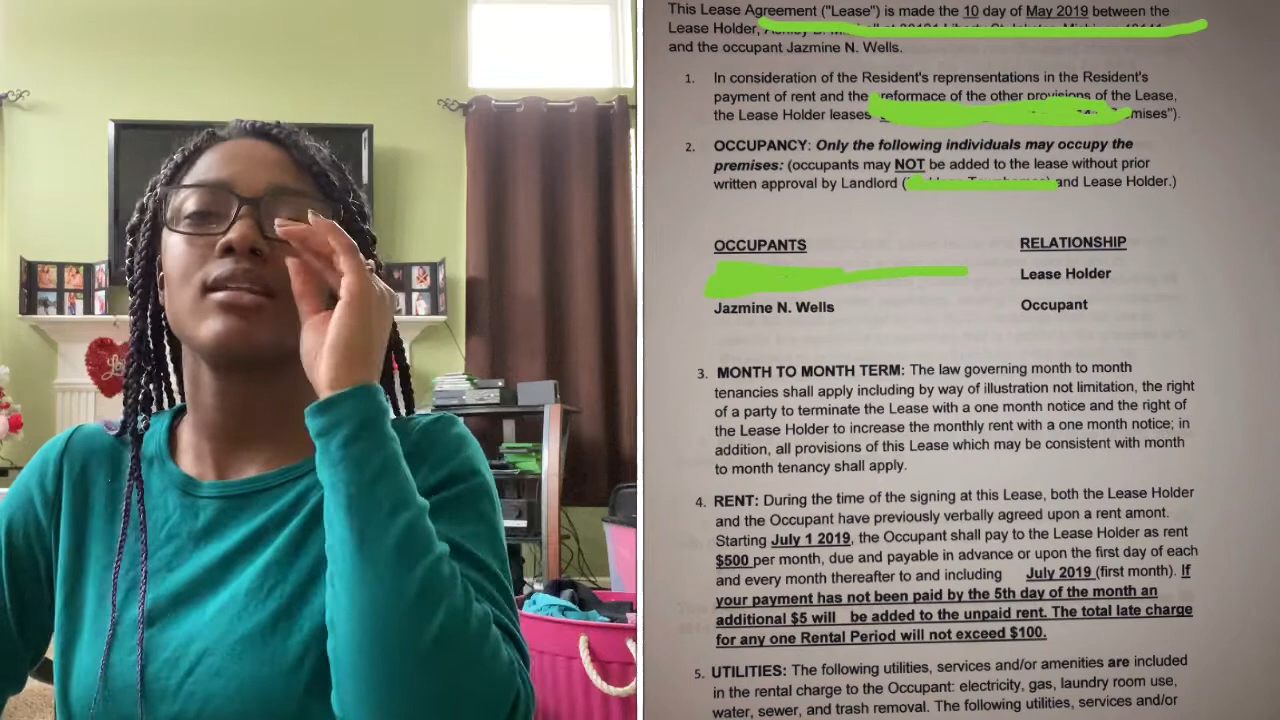 This Lease Agreement ("Lease") is made the 10 day of May 2019 between the
Lease Holder,
and the occupant Jazmine N. Wells.
1. In consideration of the Resident's reprensentations in the Resident's
payment of rent and the reformace of the other provisions of the Lease,
the Lease Holder leases mises").
2. OCCUPANCY: Only the following individuals may occupy the
premises: (occupants may NOT be added to the lease without prior
written approval by Landlord ( and Lease Holder.)
OCCUPANTS RELATIONSHIP
Lease Holder
Jazmine N. Wells Occupant
3. MONTH TO MONTH TERM: The law governing month to month
tenancies shall apply including by way of illustration not limitation, the right
of a party to terminate the Lease with a one month notice and the right of
the Lease Holder to increase the monthly rent with a one month notice; in
addition, all provisions of this Lease which may be consistent with month
to month tenancy shall apply.
4. RENT: During the time of the signing at this Lease, both the Lease Holder
and the Occupant have previously verbally agreed upon a rent amont.
Starting July 1 2019, the Occupant shall pay to the Lease Holder as rent
$500 per month, due and payable in advance or upon the first day of each
and every month thereafter to and including July 2019 (first month). If
your payment has not been paid by the 5th day of the month an
additional $5 will be added to the unpaid rent. The total late charge
for any one Rental Period will not exceed $100.
5. UTILITIES: The following utilities, services and/or amenities are included
in the rental charge to the Occupant: electricity, gas, laundry room use,
water, sewer, and trash removal. The following utilities, services and/or